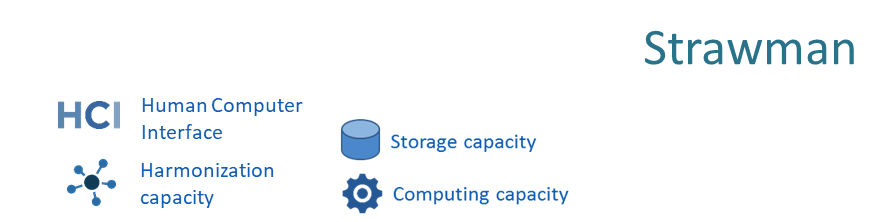 Strawman
HCI
Human Computer
Interface
Harmonization
capacity
Storage capacity
Computing capacity